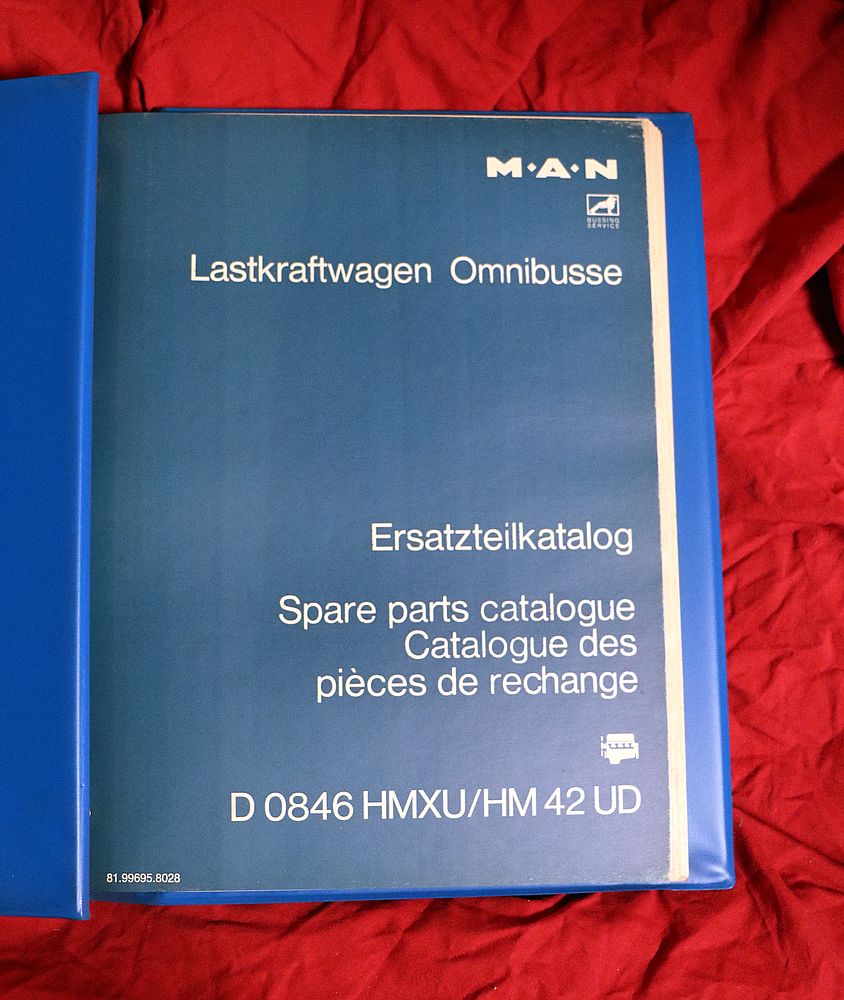 M·A·N
BÜSSING
SERVICE
Lastkraftwagen Omnibusse
Ersatzteilkatalog
Spare parts catalogue
Catalogue des
pièces de rechange
D 0846 HMXU/HM 42 UD
81.99695.8028